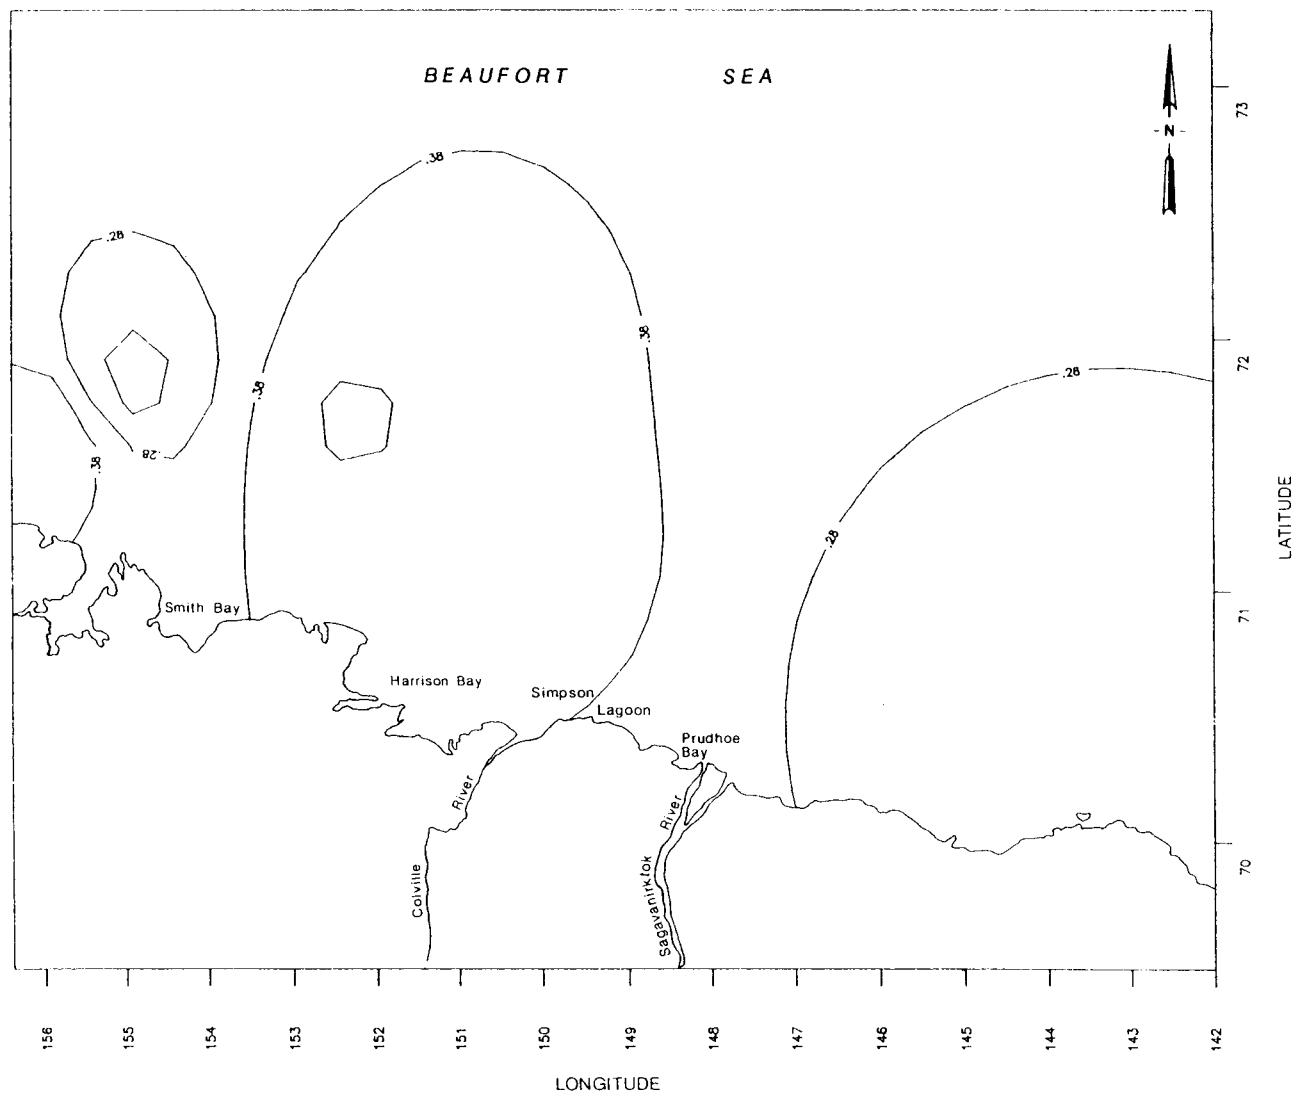 BEAUFORT SEA
N
73
.38
.28
.38
72
.28
.38
.28
.38
.28
71
Smith Bay
Harrison Bay
Simpson
Lagoon
Prudhoe
Bay
River
River
Colville
Sagavanirktok
70
LATITUDE
156 155 154 153 152 151 150 149 148 147 146 145 144 143 142
LONGITUDE